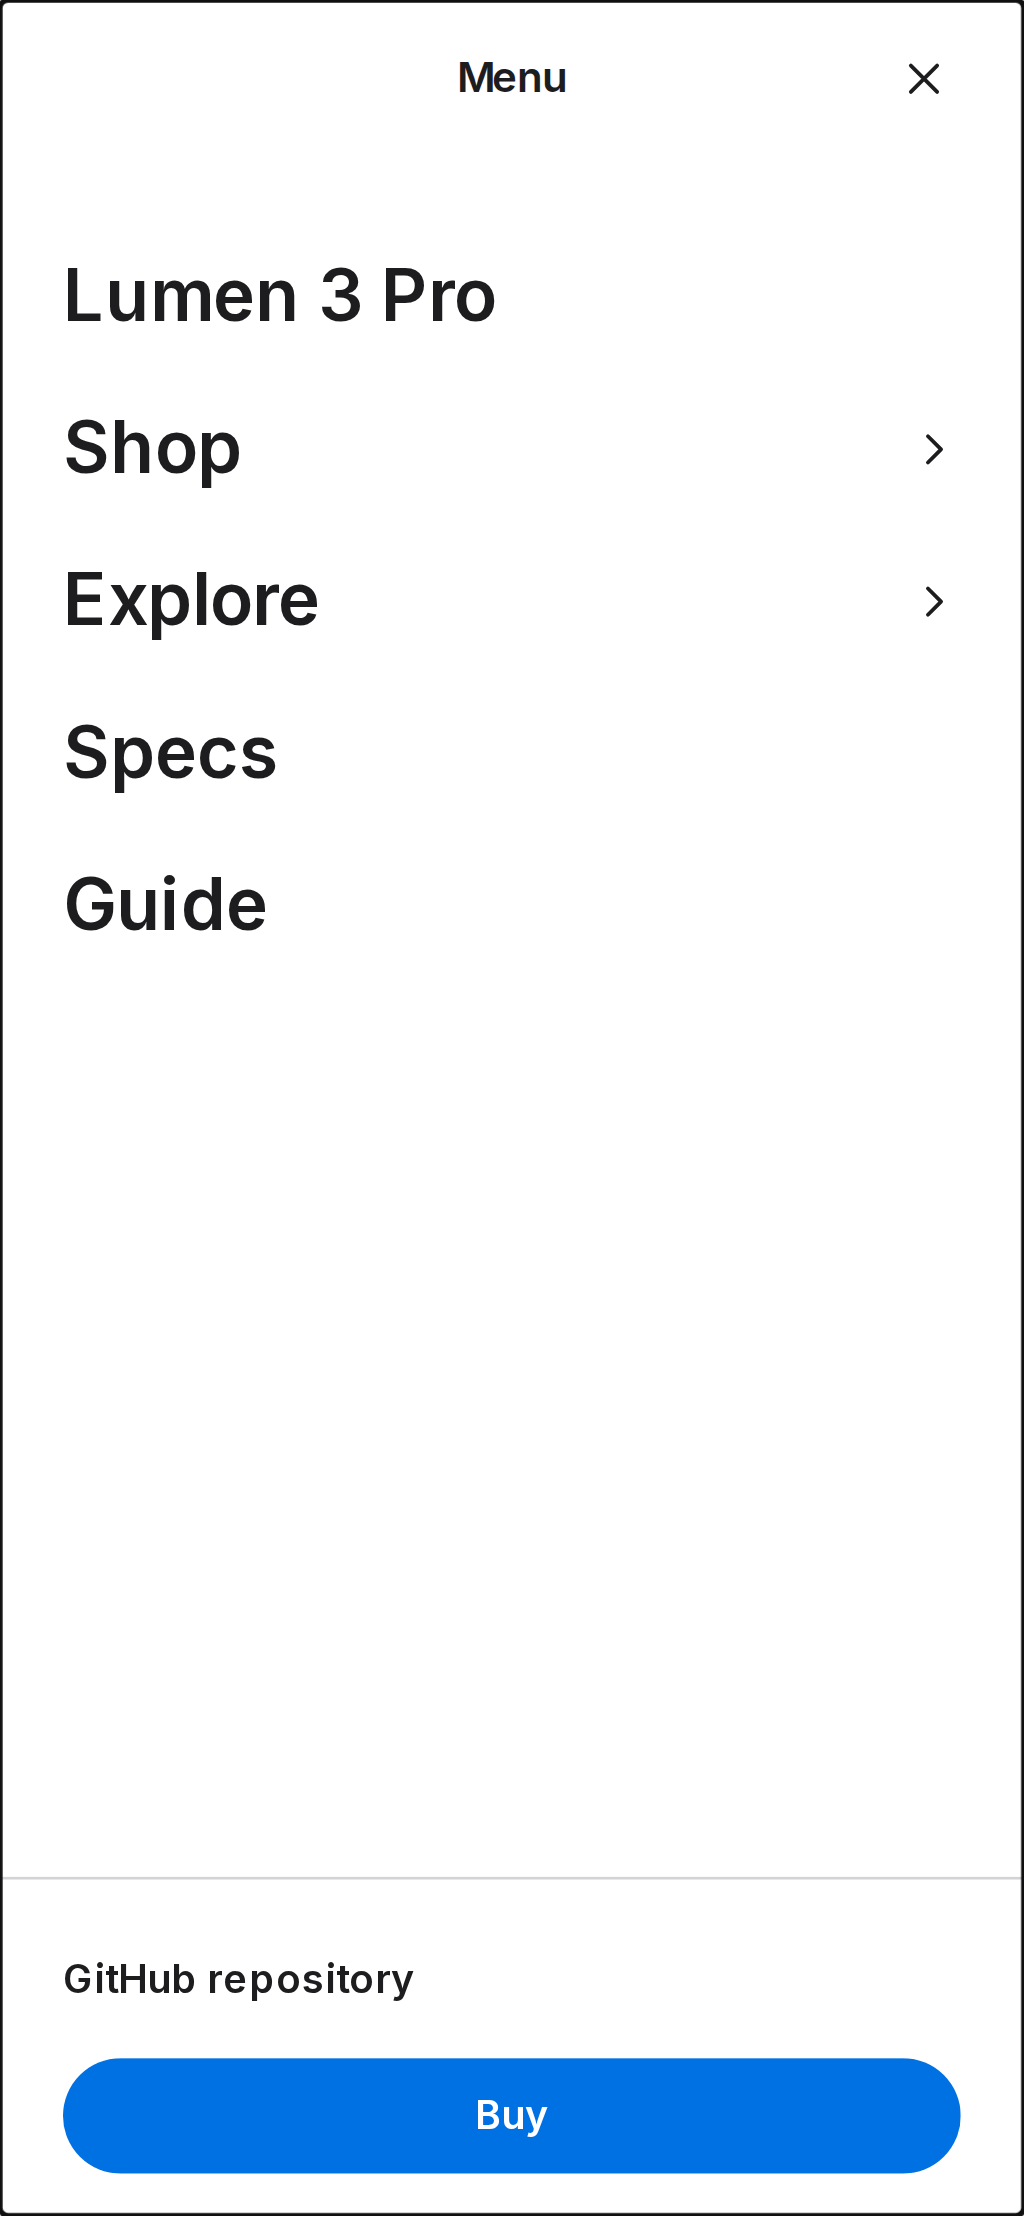 Menu
Lumen 3 Pro
Shop
Explore
Specs
Guide
GitHub repository
Buy